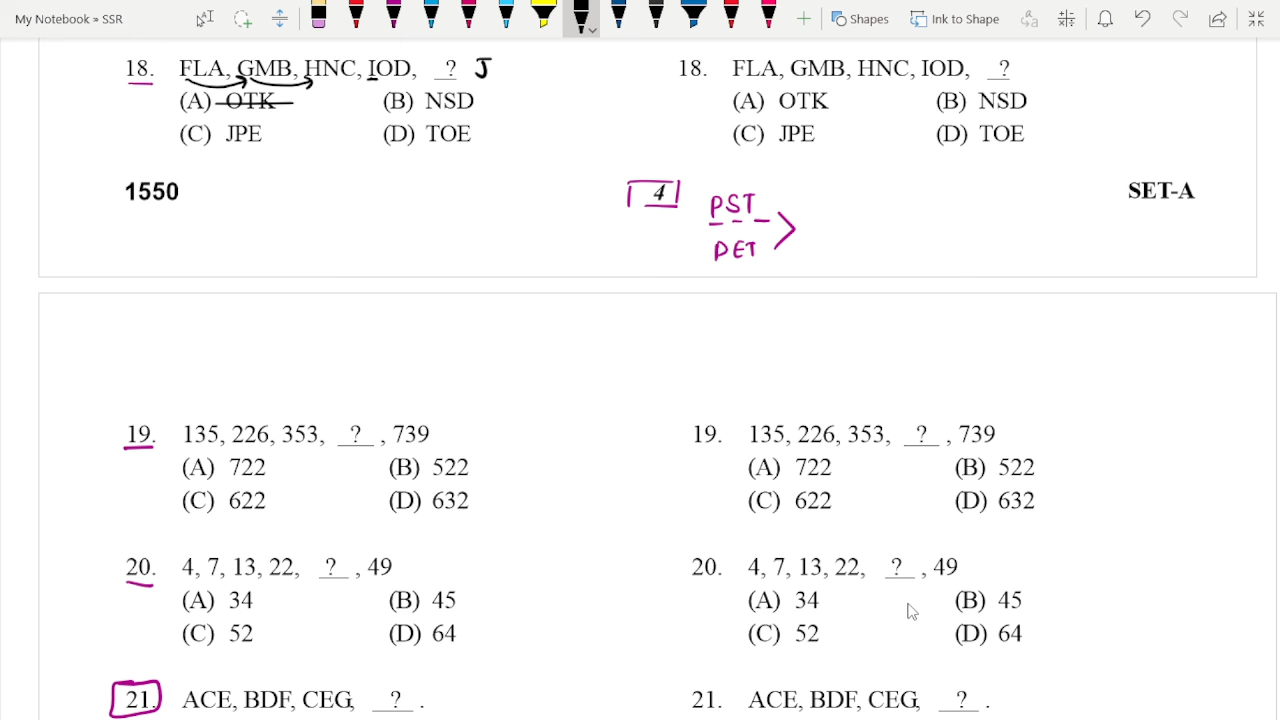 My Notebook » SSR
Shapes
Ink to Shape
18. FLA, GMB, HNC, IOD, ? J
(A) OTK (B) NSD
(C) JPE (D) TOE
18. FLA, GMB, HNC, IOD, ?
(A) OTK (B) NSD
(C) JPE (D) TOE
1550 4 SET-A
PST
PET
19. 135, 226, 353, ? , 739
(A) 722 (B) 522
(C) 622 (D) 632
19. 135, 226, 353, ? , 739
(A) 722 (B) 522
(C) 622 (D) 632
20. 4, 7, 13, 22, ? , 49
(A) 34 (B) 45
(C) 52 (D) 64
20. 4, 7, 13, 22, ? , 49
(A) 34 (B) 45
(C) 52 (D) 64
21. ACE, BDF, CEG, ? .
21. ACE, BDF, CEG, ? .